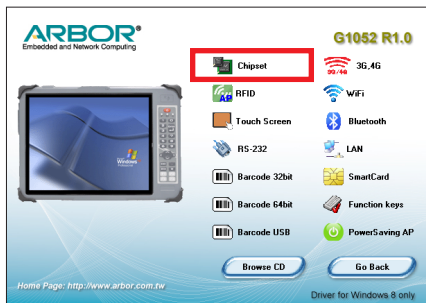 ARBOR®
Embedded and Network Computing
G1052 R1.0
Chipset
3G/4G
3G,4G
AP
RFID
WiFi
Touch Screen
Bluetooth
RS-232
LAN
Barcode 32bit
SmartCard
Barcode 64bit
Function keys
Barcode USB
PowerSaving AP
Windows
Browse CD
Go Back
Home Page: http://www.arbor.com.tw
Driver for Windows 8 only